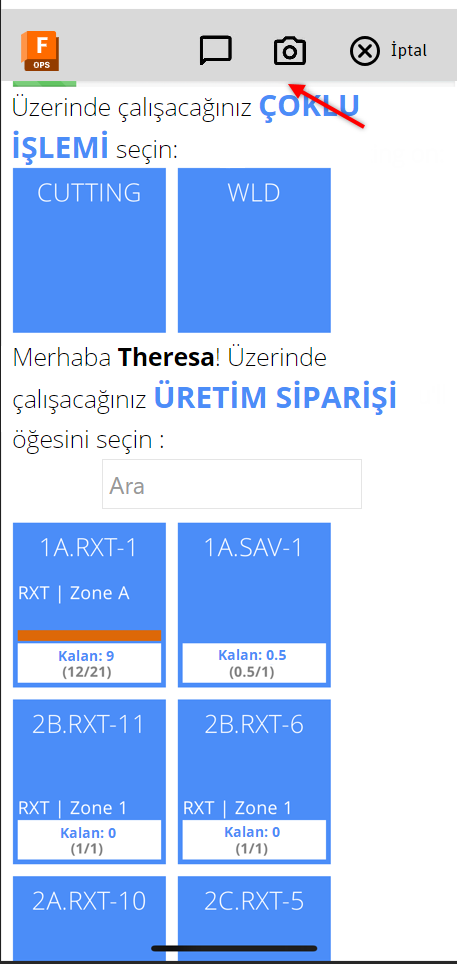 F
OPS
İptal
Üzerinde çalışacağınız ÇOKLU
İŞLEMİ seçin:
CUTTING
WLD
Merhaba Theresa! Üzerinde
çalışacağınız ÜRETİM SİPARİŞİ
öğesini seçin :
Ara
1A.RXT-1
RXT | Zone A
Kalan: 9
(12/21)
1A.SAV-1
Kalan: 0.5
(0.5/1)
2B.RXT-11
RXT | Zone 1
Kalan: 0
(1/1)
2B.RXT-6
RXT | Zone 1
Kalan: 0
(1/1)
2A.RXT-10
2C.RXT-5